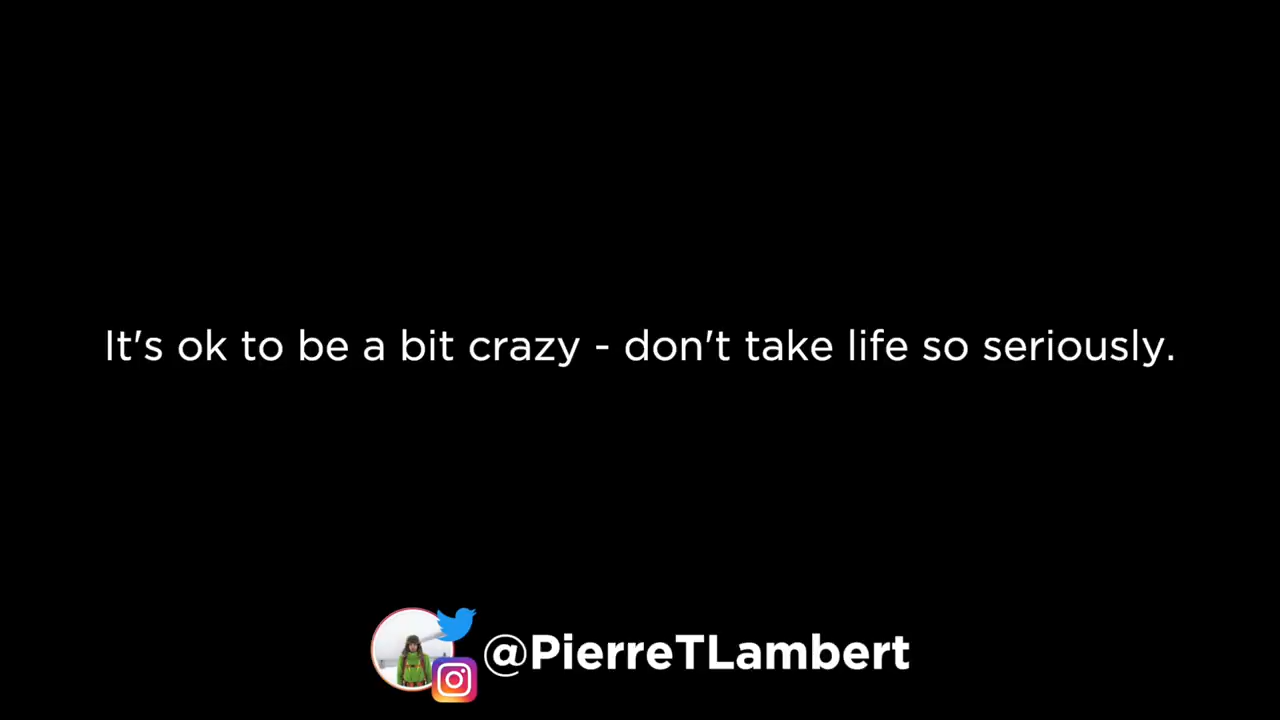 It's ok to be a bit crazy - don't take life so seriously.
@PierreTLambert